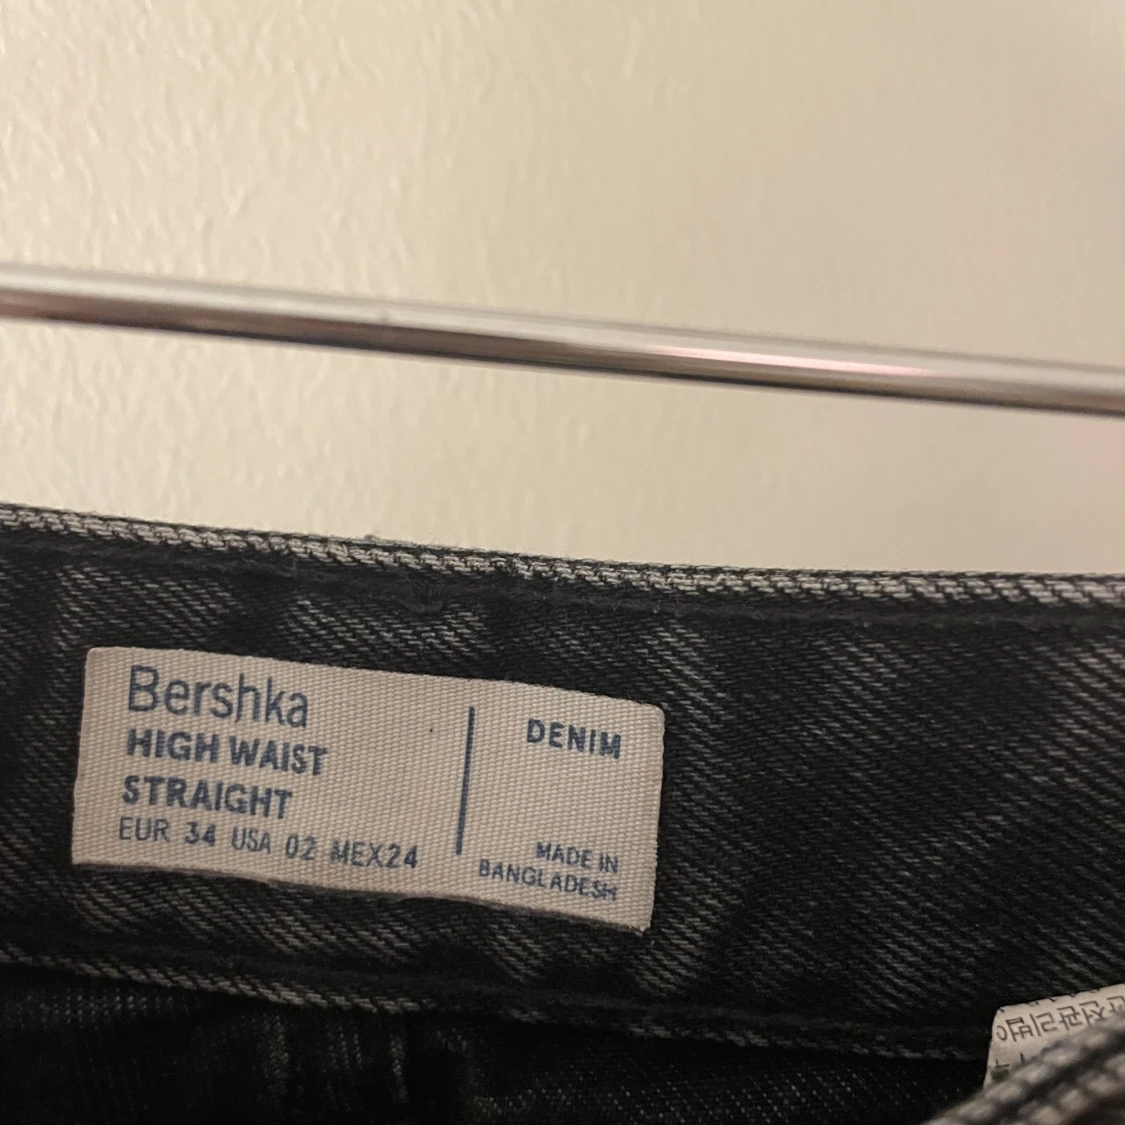 Bershka
HIGH WAIST
STRAIGHT
EUR 34 USA 02 MEX24
DENIM
MADE IN
BANGLADESH